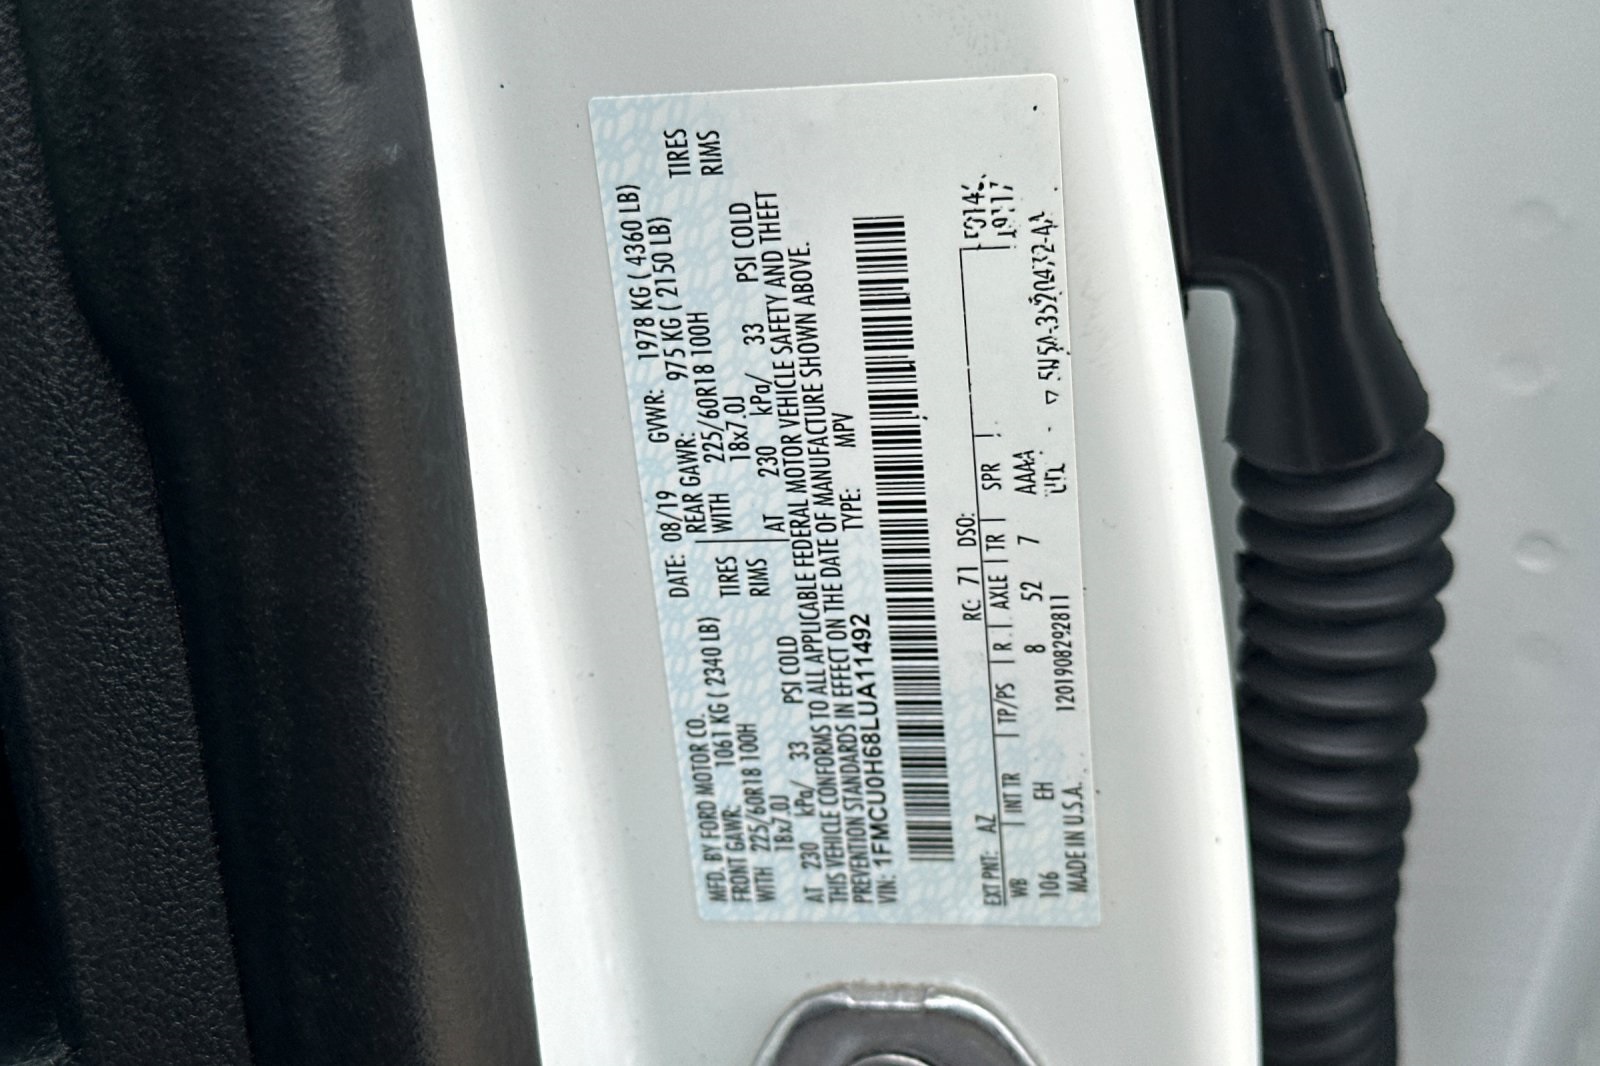 MFD. BY FORD MOTOR CO. DATE: 08/19 GVWR: 1978 KG ( 4360 LB)
FRONT GAWR: 1061 KG ( 2340 LB) REAR GAWR: 975 KG ( 2150 LB)
WITH 225/60R18 100H TIRES WITH 225/60R18 100H TIRES
18x7.0J RIMS 18x7.0J RIMS
AT 230 kPa/ 33 PSI COLD AT 230 kPa/ 33 PSI COLD
THIS VEHICLE CONFORMS TO ALL APPLICABLE FEDERAL MOTOR VEHICLE SAFETY AND THEFT
PREVENTION STANDARDS IN EFFECT ON THE DATE OF MANUFACTURE SHOWN ABOVE.
VIN: 1FMCU0H68LUA11492 TYPE: MPV
EXT PNT: AZ RC: 71 DSO:
WB INT TR TP/PS R. AXLE TR SPR
106 EH 8 52 7 AAAA
MADE IN U.S.A. 1201908292811